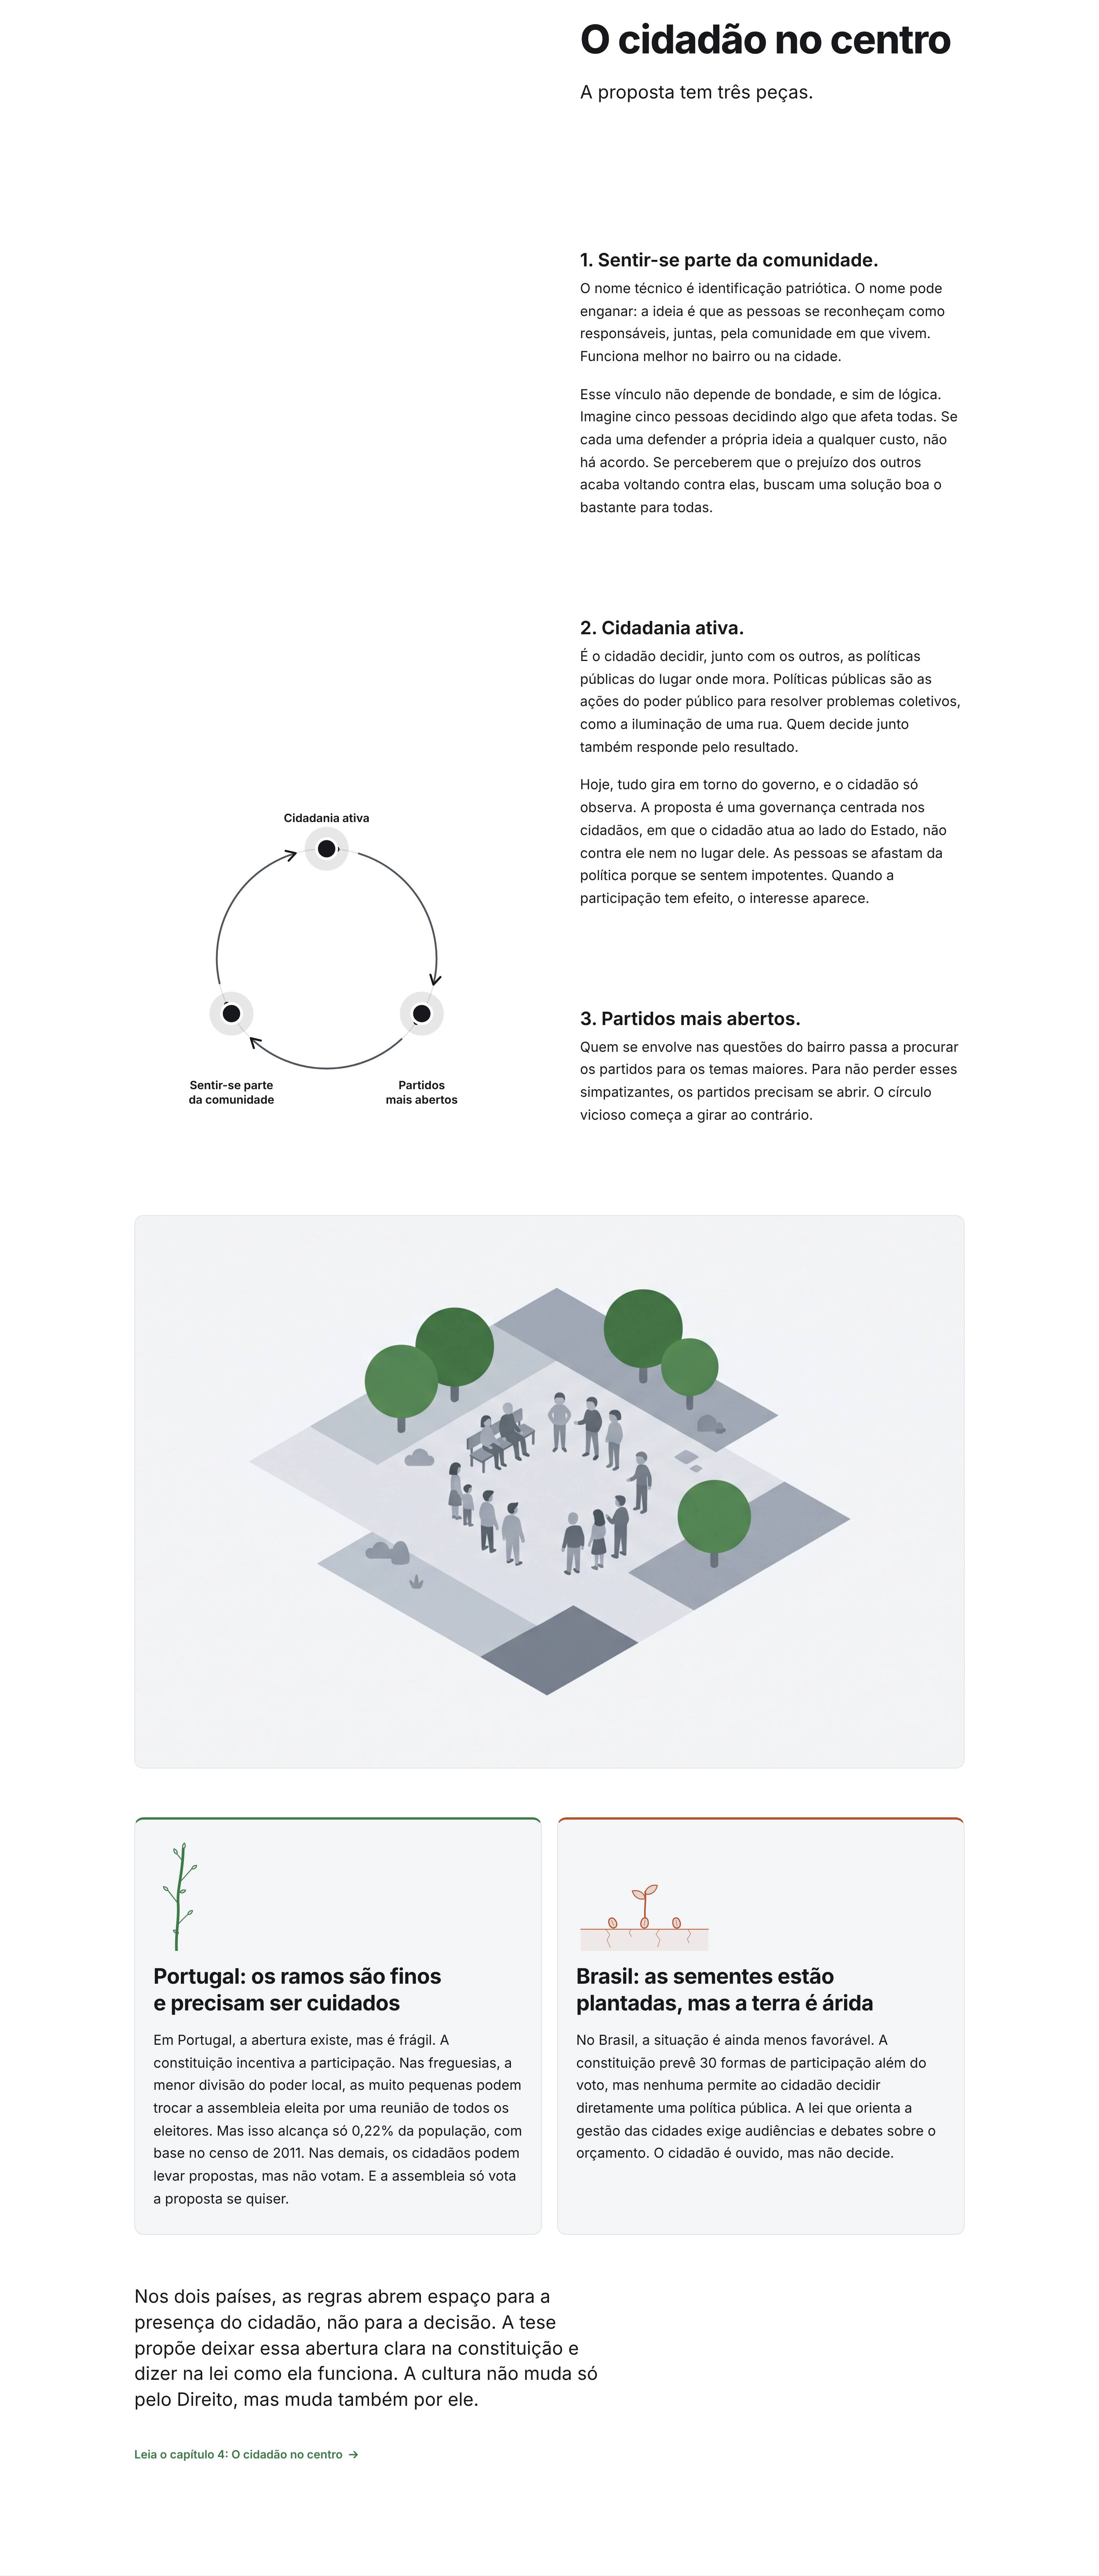 O cidadão no centro
A proposta tem três peças.
1. Sentir-se parte da comunidade.
O nome técnico é identificação patriótica. O nome pode
enganar: a ideia é que as pessoas se reconheçam como
responsáveis, juntas, pela comunidade em que vivem.
Funciona melhor no bairro ou na cidade.
Esse vínculo não depende de bondade, e sim de lógica.
Imagine cinco pessoas decidindo algo que afeta todas. Se
cada uma defender a própria ideia a qualquer custo, não
há acordo. Se perceberem que o prejuízo dos outros
acaba voltando contra elas, buscam uma solução boa o
bastante para todas.
2. Cidadania ativa.
É o cidadão decidir, junto com os outros, as políticas
públicas do lugar onde mora. Políticas públicas são as
ações do poder público para resolver problemas coletivos,
como a iluminação de uma rua. Quem decide junto
também responde pelo resultado.
Hoje, tudo gira em torno do governo, e o cidadão só
observa. A proposta é uma governança centrada nos
cidadãos, em que o cidadão atua ao lado do Estado, não
contra ele nem no lugar dele. As pessoas se afastam da
política porque se sentem impotentes. Quando a
participação tem efeito, o interesse aparece.
3. Partidos mais abertos.
Quem se envolve nas questões do bairro passa a procurar
os partidos para os temas maiores. Para não perder esses
simpatizantes, os partidos precisam se abrir. O círculo
vicioso começa a girar ao contrário.
Cidadania ativa
Sentir-se parte
da comunidade
Partidos
mais abertos
Portugal: os ramos são finos
e precisam ser cuidados
Em Portugal, a abertura existe, mas é frágil. A
constituição incentiva a participação. Nas freguesias, a
menor divisão do poder local, as muito pequenas podem
trocar a assembleia eleita por uma reunião de todos os
eleitores. Mas isso alcança só 0,22% da população, com
base no censo de 2011. Nas demais, os cidadãos podem
levar propostas, mas não votam. E a assembleia só vota
a proposta se quiser.
Brasil: as sementes estão
plantadas, mas a terra é árida
No Brasil, a situação é ainda menos favorável. A
constituição prevê 30 formas de participação além do
voto, mas nenhuma permite ao cidadão decidir
diretamente uma política pública. A lei que orienta a
gestão das cidades exige audiências e debates sobre o
orçamento. O cidadão é ouvido, mas não decide.
Nos dois países, as regras abrem espaço para a
presença do cidadão, não para a decisão. A tese
propõe deixar essa abertura clara na constituição e
dizer na lei como ela funciona. A cultura não muda só
pelo Direito, mas muda também por ele.
Leia o capítulo 4: O cidadão no centro →